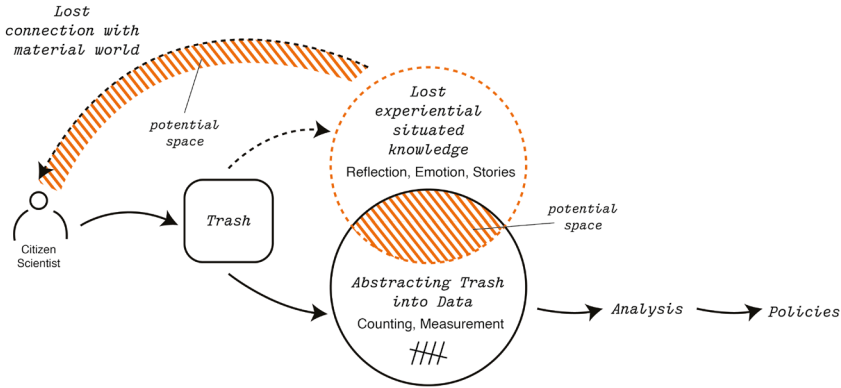 Lost
connection with
material world
potential
space
Lost
experiential
situated
knowledge
Reflection, Emotion, Stories
Trash
potential
space
Citizen
Scientist
Abstracting Trash
into Data
Counting, Measurement
Analysis
Policies